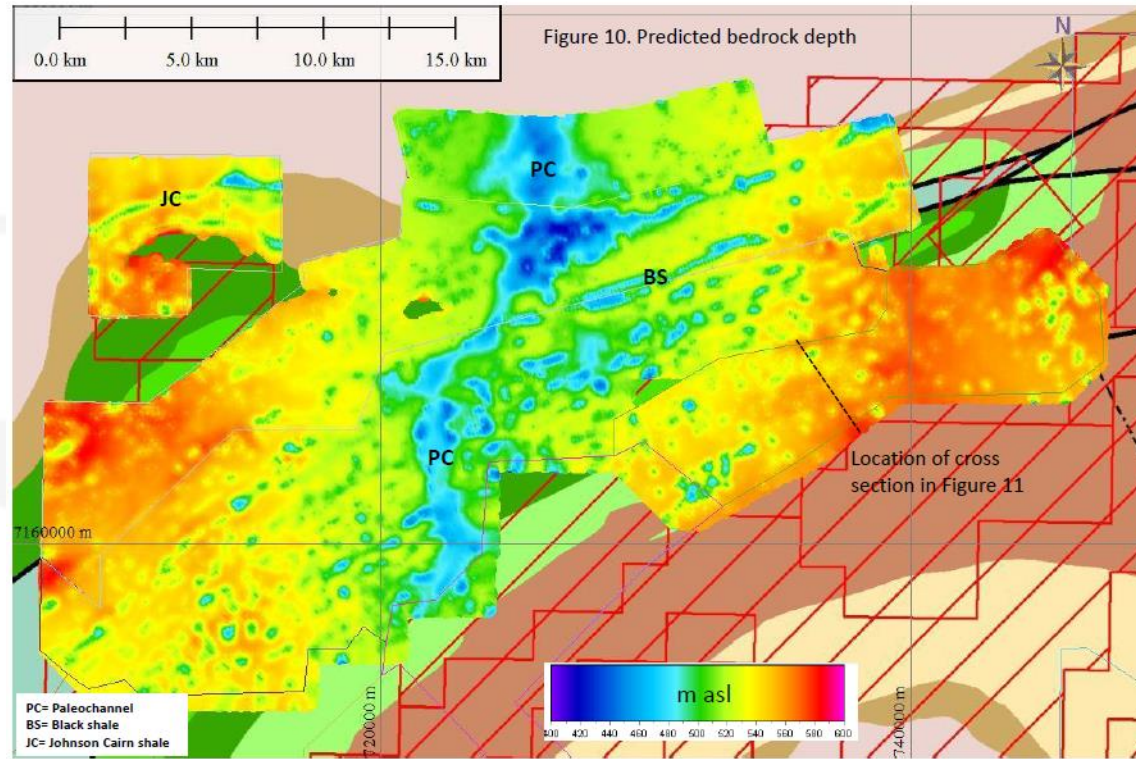 0.0 km 5.0 km 10.0 km 15.0 km
Figure 10. Predicted bedrock depth
N
PC
JC
BS
PC
Location of cross
section in Figure 11
7160000 m
m asl
400 420 440 460 480 500 520 540 560 580 600
PC= Paleochannel
BS= Black shale
JC= Johnson Cairn shale
720000 m
740000 m